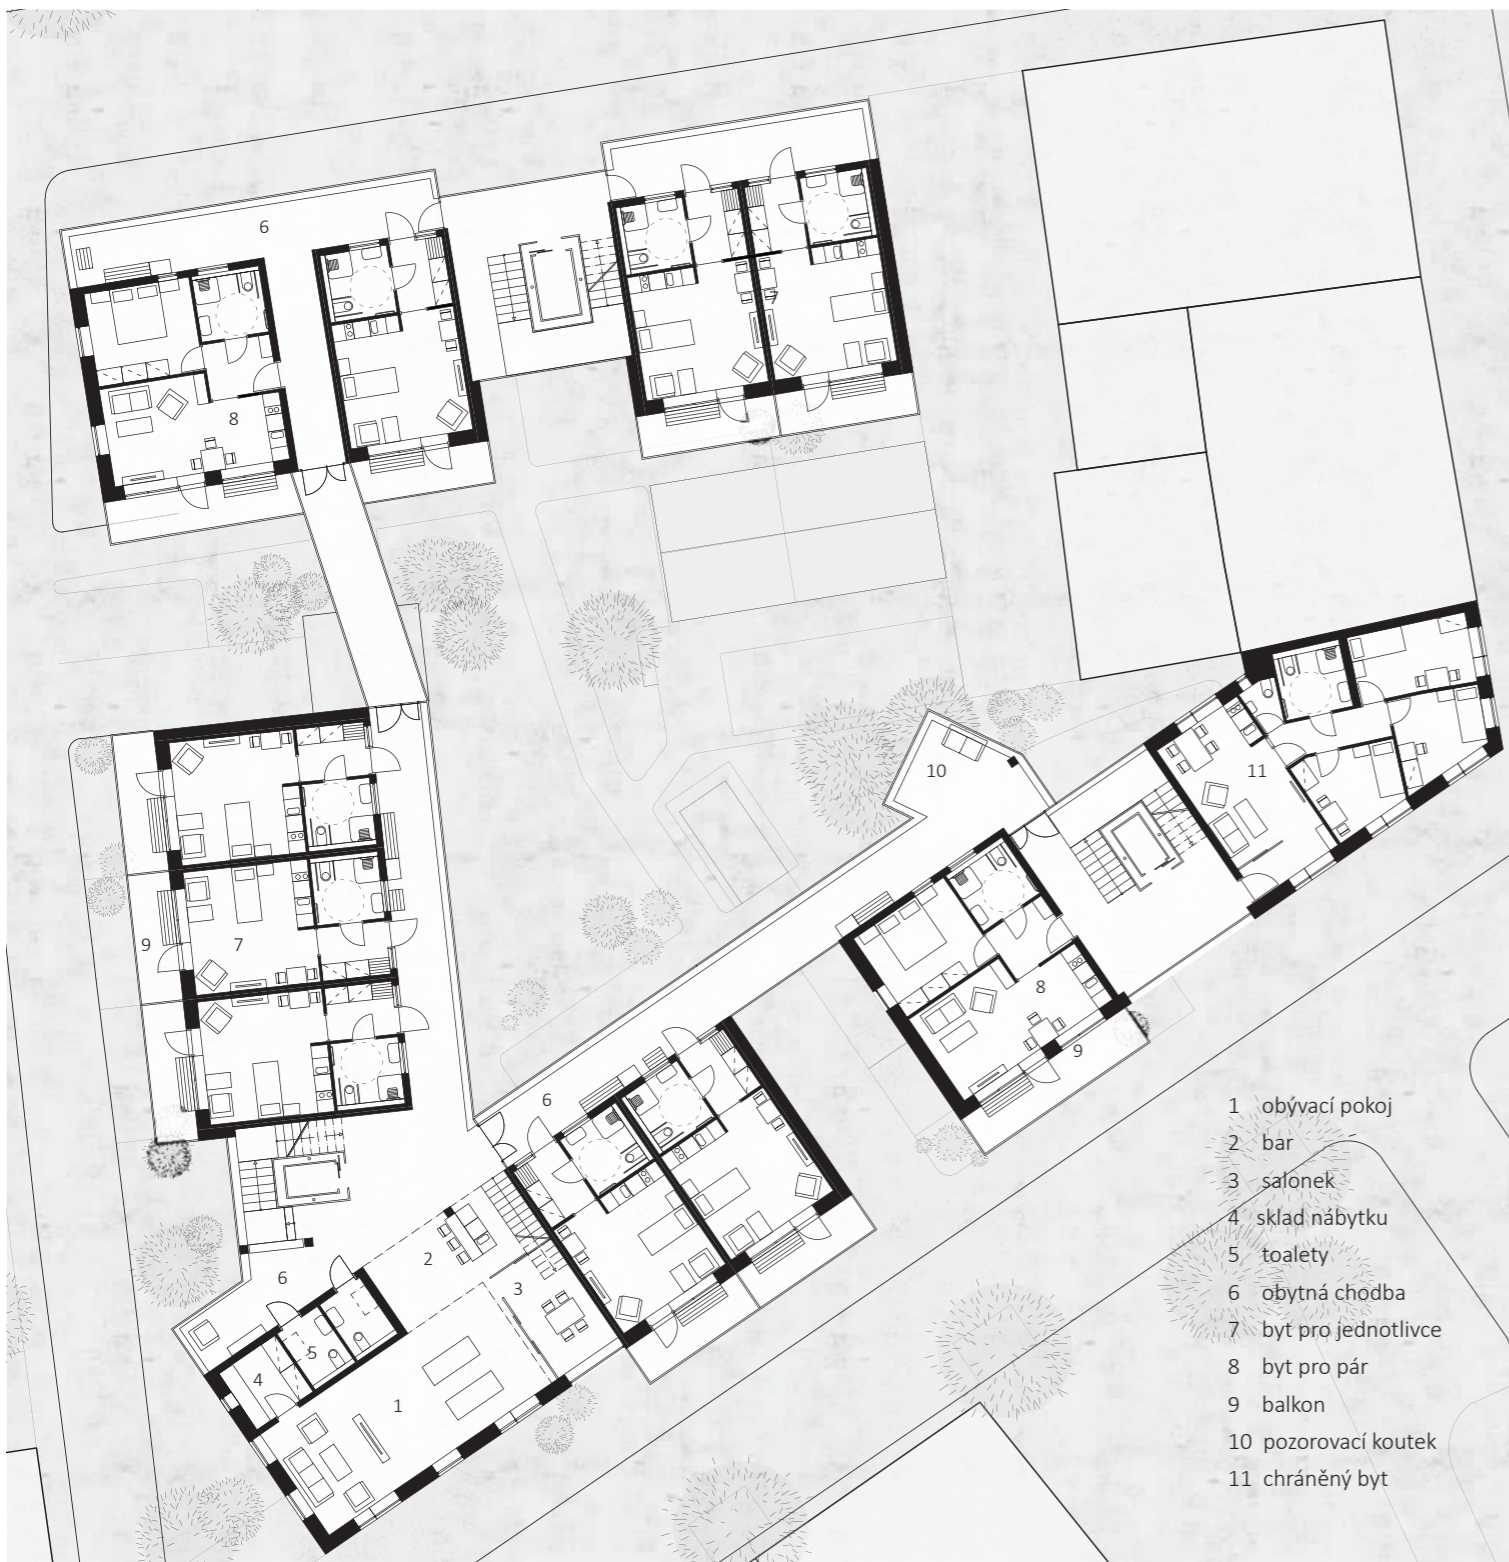 6
7
8
10
11
9
7
8
9
6
2
3
6
5
4
1
1 obývací pokoj
2 bar
3 salonek
4 sklad nábytku
5 toalety
6 obytná chodba
7 byt pro jednotlivce
8 byt pro pár
9 balkon
10 pozorovací koutek
11 chráněný byt